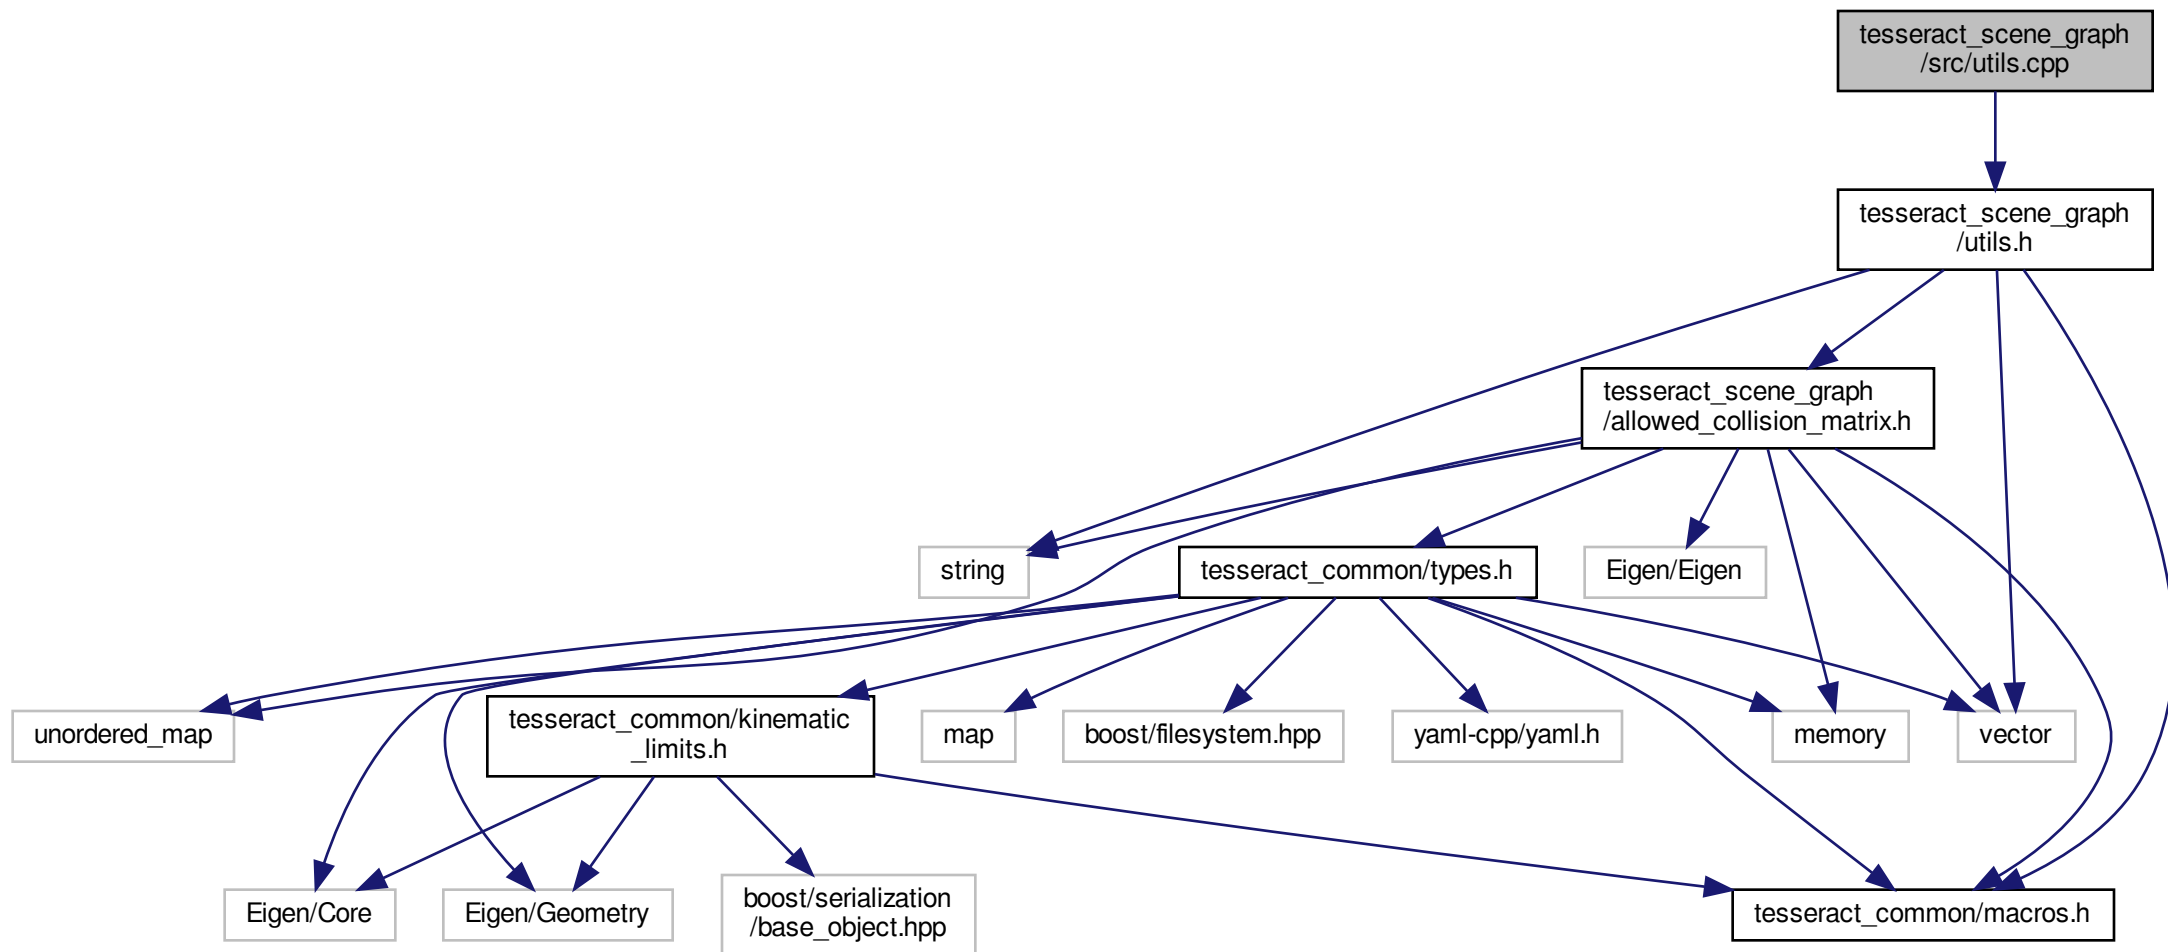 tesseract_scene_graph
/src/utils.cpp
tesseract_scene_graph
/utils.h
tesseract_scene_graph
/allowed_collision_matrix.h
string
tesseract_common/types.h
Eigen/Eigen
unordered_map
tesseract_common/kinematic
_limits.h
map
boost/filesystem.hpp
yaml-cpp/yaml.h
memory
vector
Eigen/Core
Eigen/Geometry
boost/serialization
/base_object.hpp
tesseract_common/macros.h